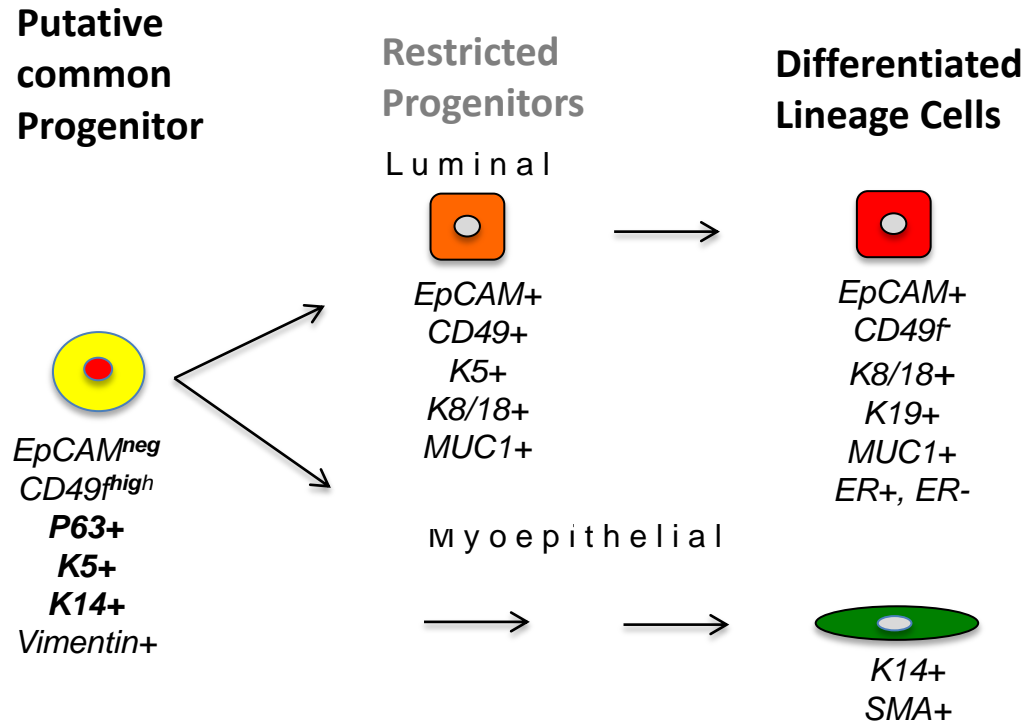 Putative
common
Progenitor
Restricted
Progenitors
Differentiated
Lineage Cells
Luminal
EpCAM+
CD49+
K5+
K8/18+
MUC1+
EpCAM+
CD49f-
K8/18+
K19+
MUC1+
ER+, ER-
EpCAMneg
CD49fhigh
P63+
K5+
K14+
Vimentin+
Myoepithelial
K14+
SMA+